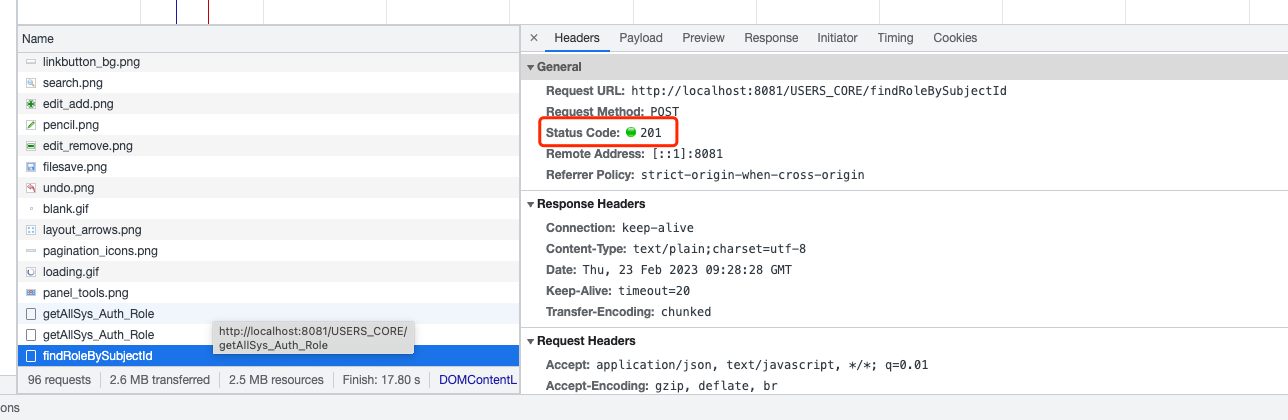 Name
linkbutton_bg.png
search.png
edit_add.png
pencil.png
edit_remove.png
filesave.png
undo.png
blank.gif
layout_arrows.png
pagination_icons.png
loading.gif
panel_tools.png
getAllSys_Auth_Role
getAllSys_Auth_Role
http://localhost:8081/USERS_CORE/
getAllSys_Auth_Role
findRoleBySubjectId
96 requests 2.6 MB transferred 2.5 MB resources Finish: 17.80 s DOMContentL
ons
× Headers Payload Preview Response Initiator Timing Cookies
General
Request URL: http://localhost:8081/USERS_CORE/findRoleBySubjectId
Request Method: POST
Status Code: 201
Remote Address: [::1]:8081
Referrer Policy: strict-origin-when-cross-origin
Response Headers
Connection: keep-alive
Content-Type: text/plain;charset=utf-8
Date: Thu, 23 Feb 2023 09:28:28 GMT
Keep-Alive: timeout=20
Transfer-Encoding: chunked
Request Headers
Accept: application/json, text/javascript, */*; q=0.01
Accept-Encoding: gzip, deflate, br